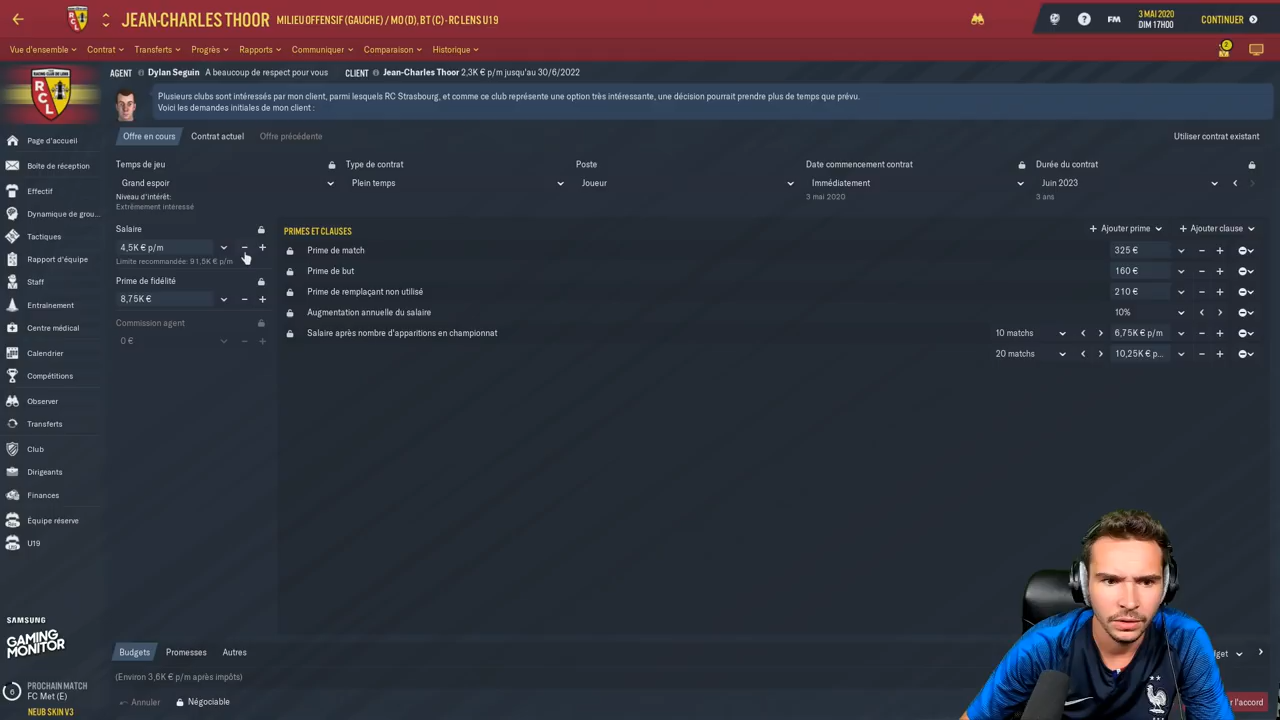 JEAN-CHARLES THOOR
MILIEU OFFENSIF (GAUCHE) / MO (D), BT (C) - RC LENS U19
FM
3 MAI 2020
DIM 17H00
CONTINUER
Vue d'ensemble
Contrat
Transferts
Progrès
Rapports
Communiquer
Comparaison
Historique
2
AGENT Dylan Seguin A beaucoup de respect pour vous CLIENT Jean-Charles Thoor 2,3K € p/m jusqu'au 30/6/2022
Plusieurs clubs sont intéressés par mon client, parmi lesquels RC Strasbourg, et comme ce club représente une option très intéressante, une décision pourrait prendre plus de temps que prévu.
Voici les demandes initiales de mon client :
Offre en cours
Contrat actuel
Offre précédente
Utiliser contrat existant
Temps de jeu
Grand espoir
Niveau d'intérêt:
Extrêmement intéressé
Type de contrat
Plein temps
Poste
Joueur
Date commencement contrat
Immédiatement
3 mai 2020
Durée du contrat
Juin 2023
3 ans
Salaire
4,5K € p/m
Limite recommandée: 91,5K € p/m
Prime de fidélité
8,75K €
Commission agent
0 €
PRIMES ET CLAUSES
Ajouter prime
Ajouter clause
Prime de match
325 €
Prime de but
160 €
Prime de remplaçant non utilisé
210 €
Augmentation annuelle du salaire
10%
Salaire après nombre d'apparitions en championnat
10 matchs
6,75K € p/m
20 matchs
10,25K € p...
RCL
Page d'accueil
Boîte de réception
Effectif
Dynamique de grou...
Tactiques
Rapport d'équipe
Staff
Entraînement
Centre médical
Calendrier
Compétitions
Observer
Transferts
Club
Dirigeants
Finances
Équipe réserve
U19
SAMSUNG
GAMING
MONITOR
6
PROCHAIN MATCH
FC Met (E)
NEUB SKIN V3
Budgets
Promesses
Autres
(Environ 3,6K € p/m après impôts)
Annuler
Négociable
l'accord